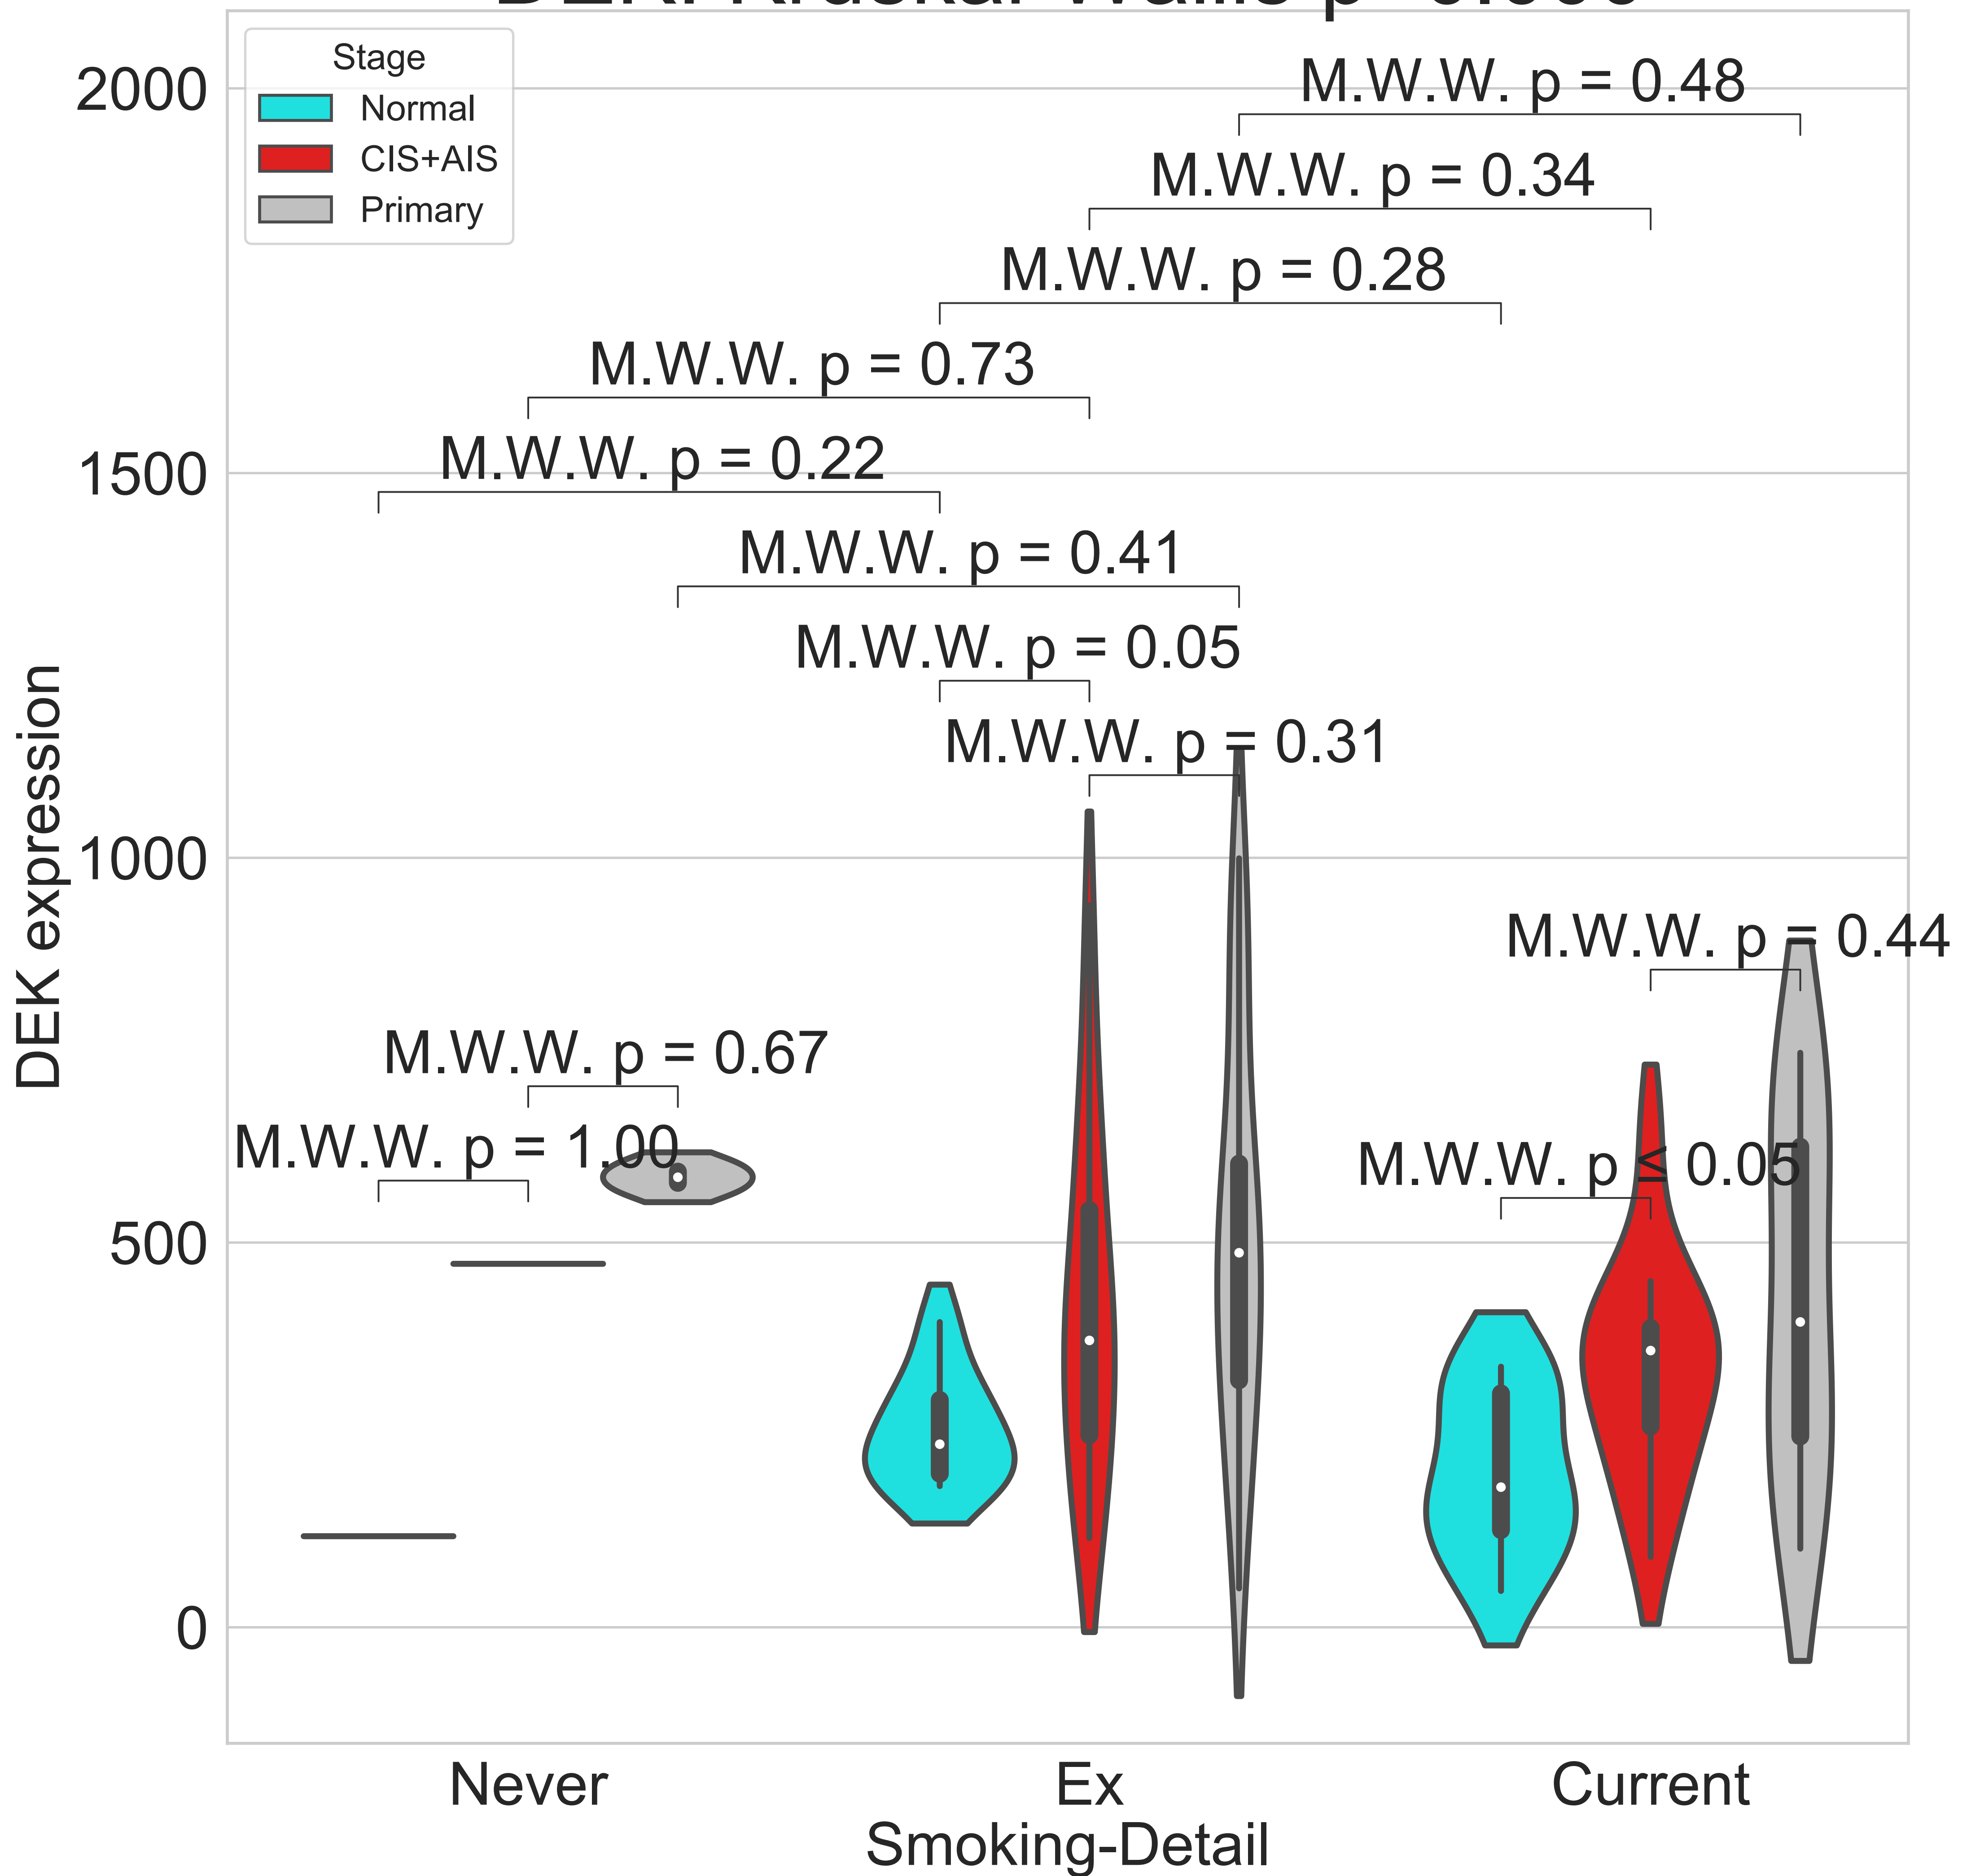 Stage
Normal
CIS+AIS
Primary
2000
1500
1000
500
0
DEK expression
M.W.W. p = 0.48
M.W.W. p = 0.34
M.W.W. p = 0.28
M.W.W. p = 0.73
M.W.W. p = 0.22
M.W.W. p = 0.41
M.W.W. p = 0.05
M.W.W. p = 0.31
M.W.W. p = 0.44
M.W.W. p = 0.67
M.W.W. p = 1.00
M.W.W. p ≤ 0.05
Never
Ex
Current
Smoking-Detail